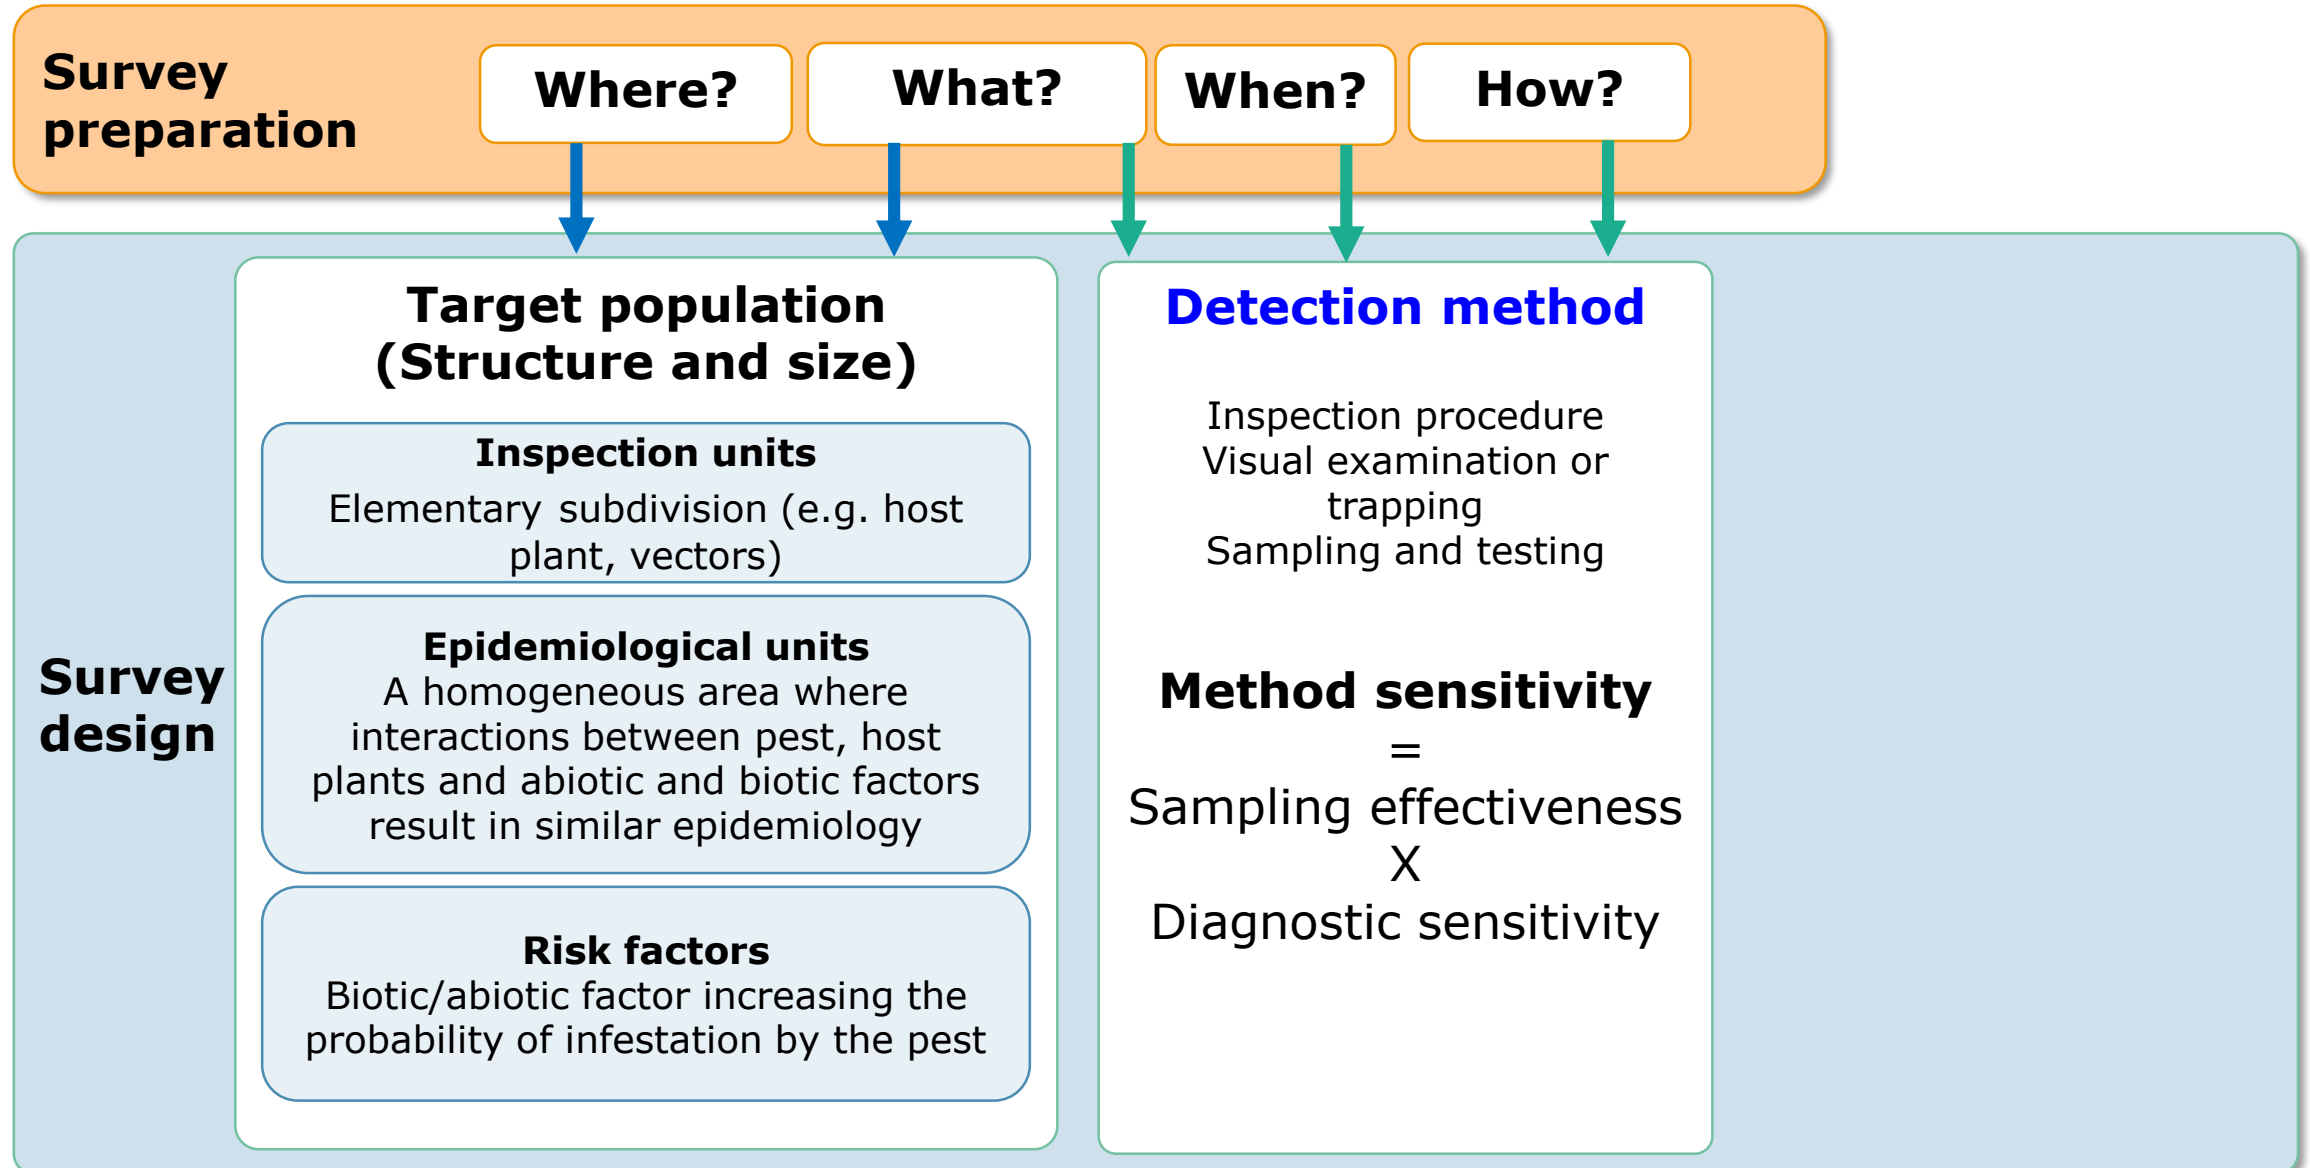 Survey
preparation
Where?
What?
When?
How?
Survey
design
Target population
(Structure and size)
Inspection units
Elementary subdivision (e.g. host
plant, vectors)
Epidemiological units
A homogeneous area where
interactions between pest, host
plants and abiotic and biotic factors
result in similar epidemiology
Risk factors
Biotic/abiotic factor increasing the
probability of infestation by the pest
Detection method
Inspection procedure
Visual examination or
trapping
Sampling and testing
Method sensitivity
=
Sampling effectiveness
X
Diagnostic sensitivity